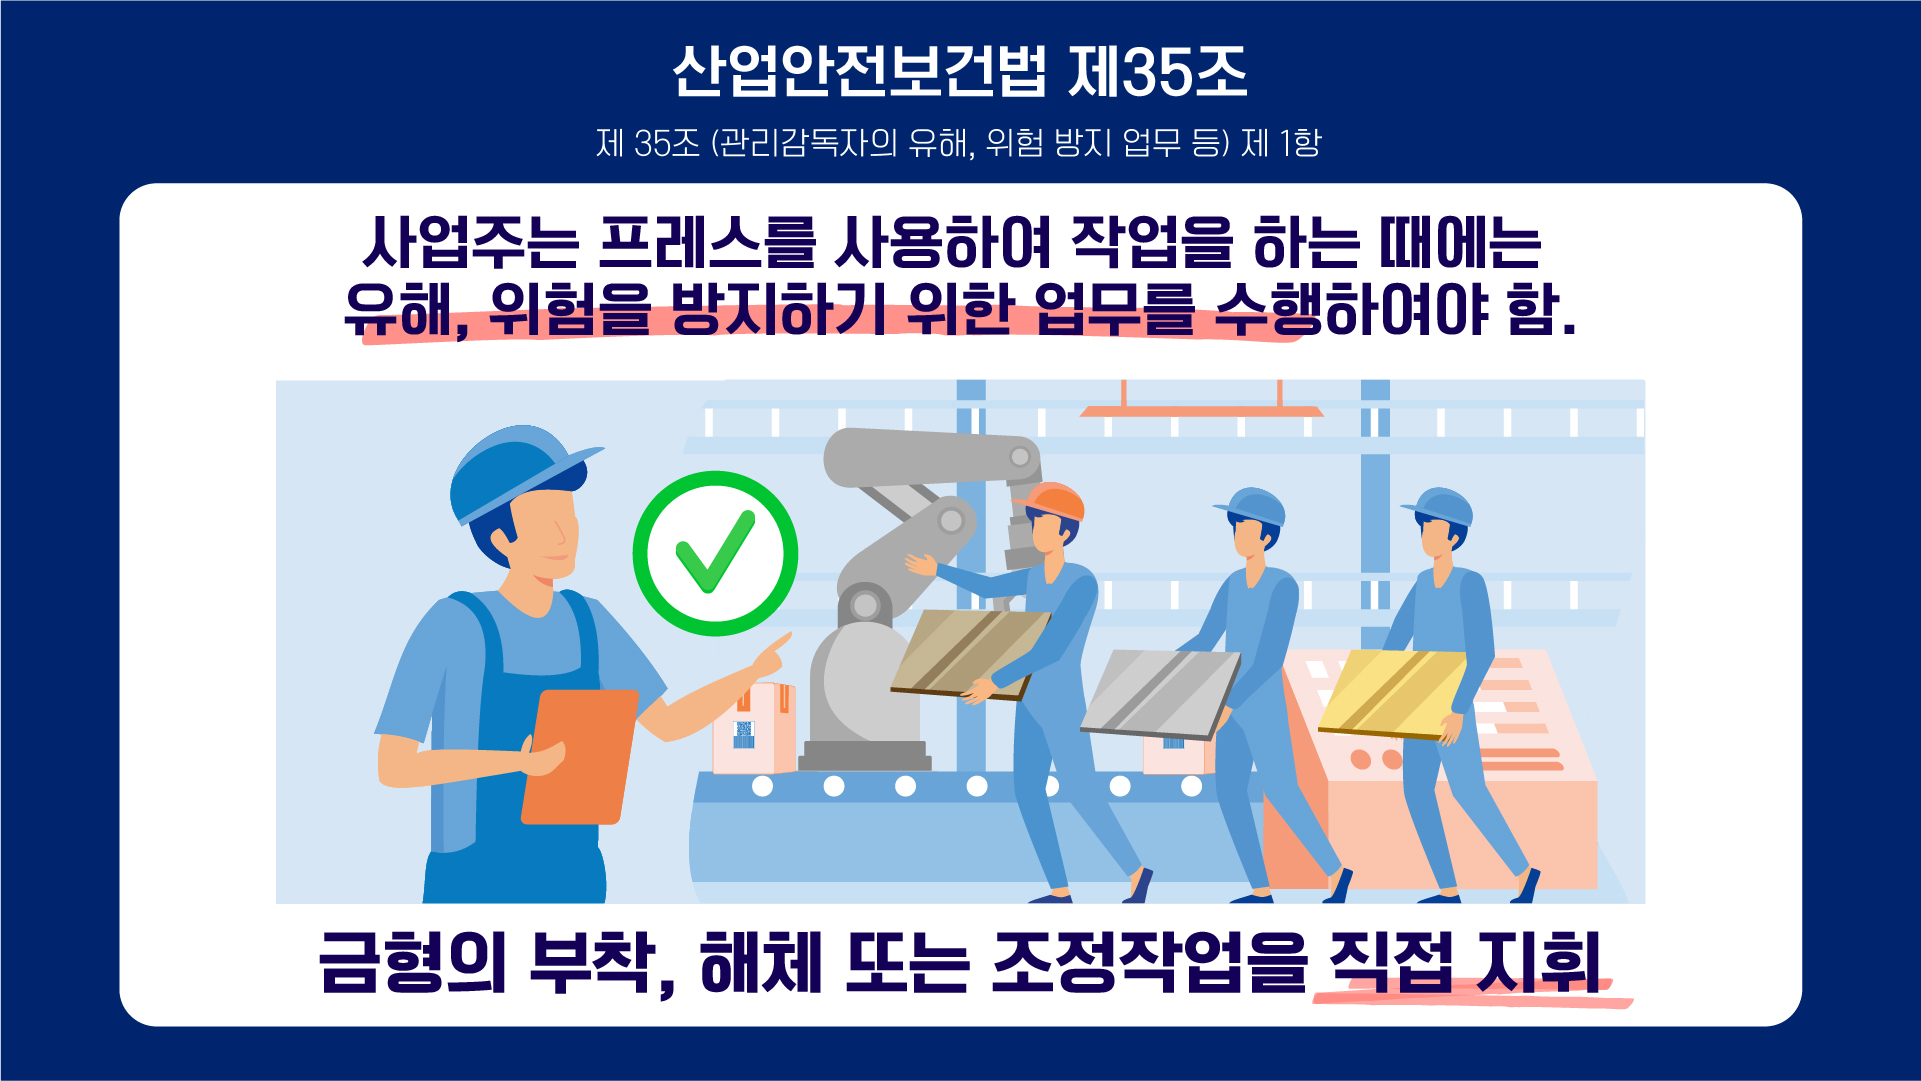 산업안전보건법 제35조
제 35조 (관리감독자의 유해, 위험 방지 업무 등) 제 1항
사업주는 프레스를 사용하여 작업을 하는 때에는
유해, 위험을 방지하기 위한 업무를 수행하여야 함.
금형의 부착, 해체 또는 조정작업을 직접 지휘